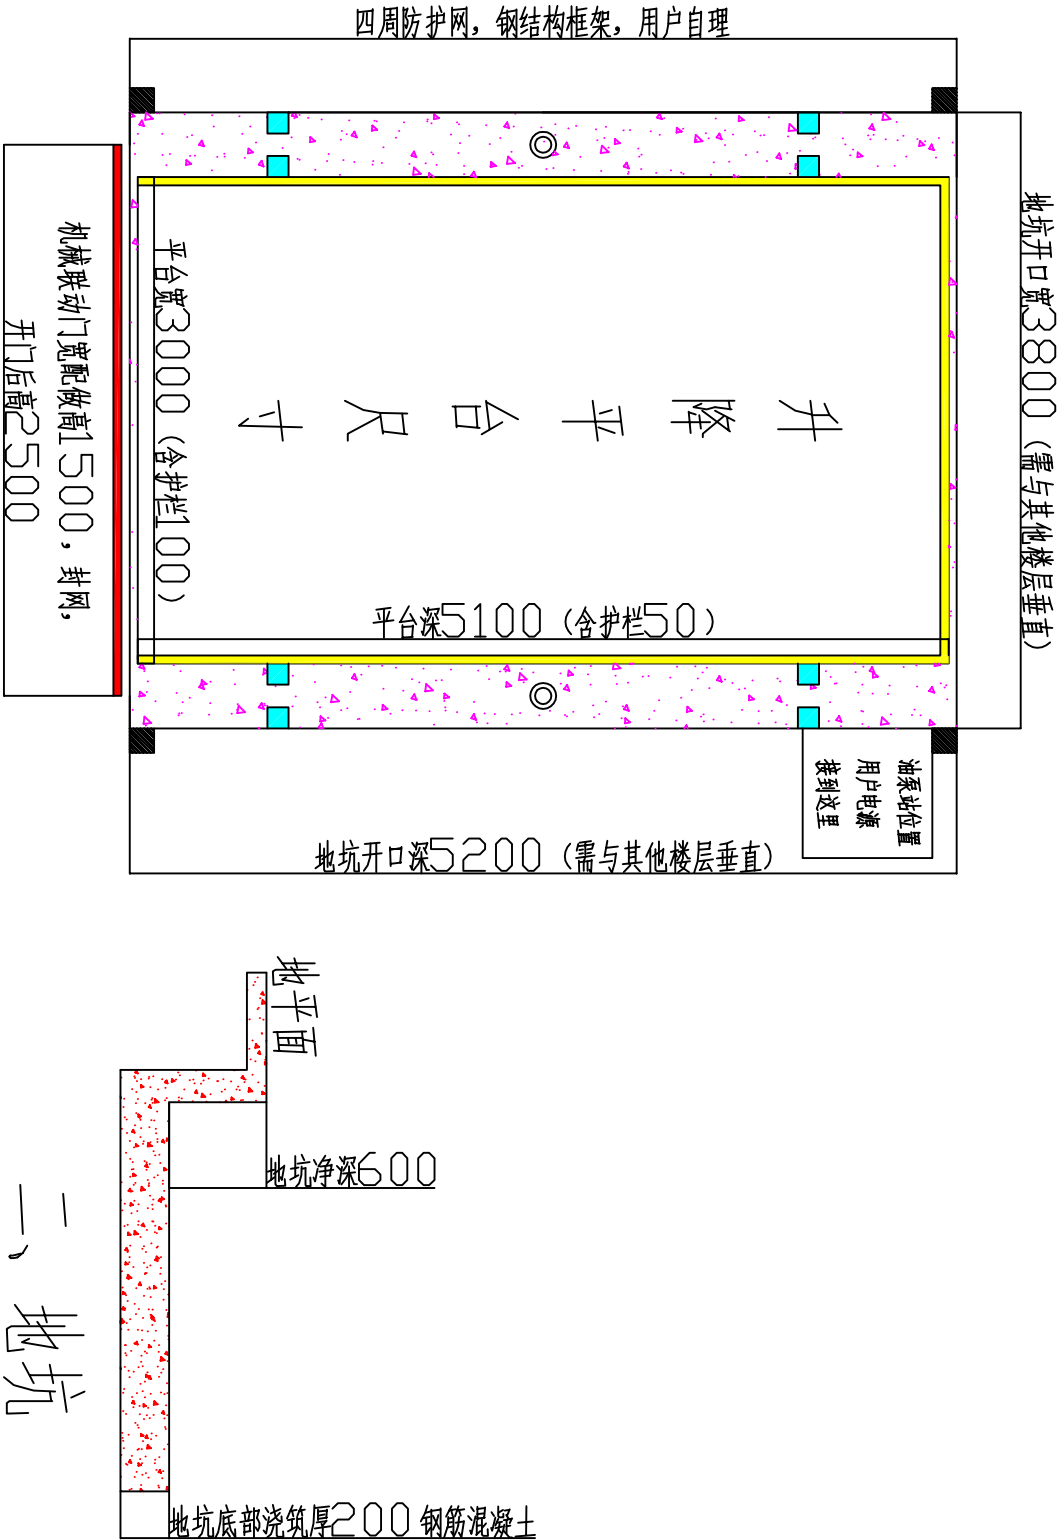 四周防护网，钢结构框架，用户自理
地坑开口宽3800（需与其他楼层垂直）
升降平台尺寸
平台宽3000（含护栏100）
机械联动门宽配做高1500，封网，
开门后高2500
平台深5100（含护栏50）
油泵站位置
用户电源
接到这里
地坑开口深5200（需与其他楼层垂直）
地平面
地坑净深600
二、地坑
地坑底部浇筑厚200钢筋混凝土